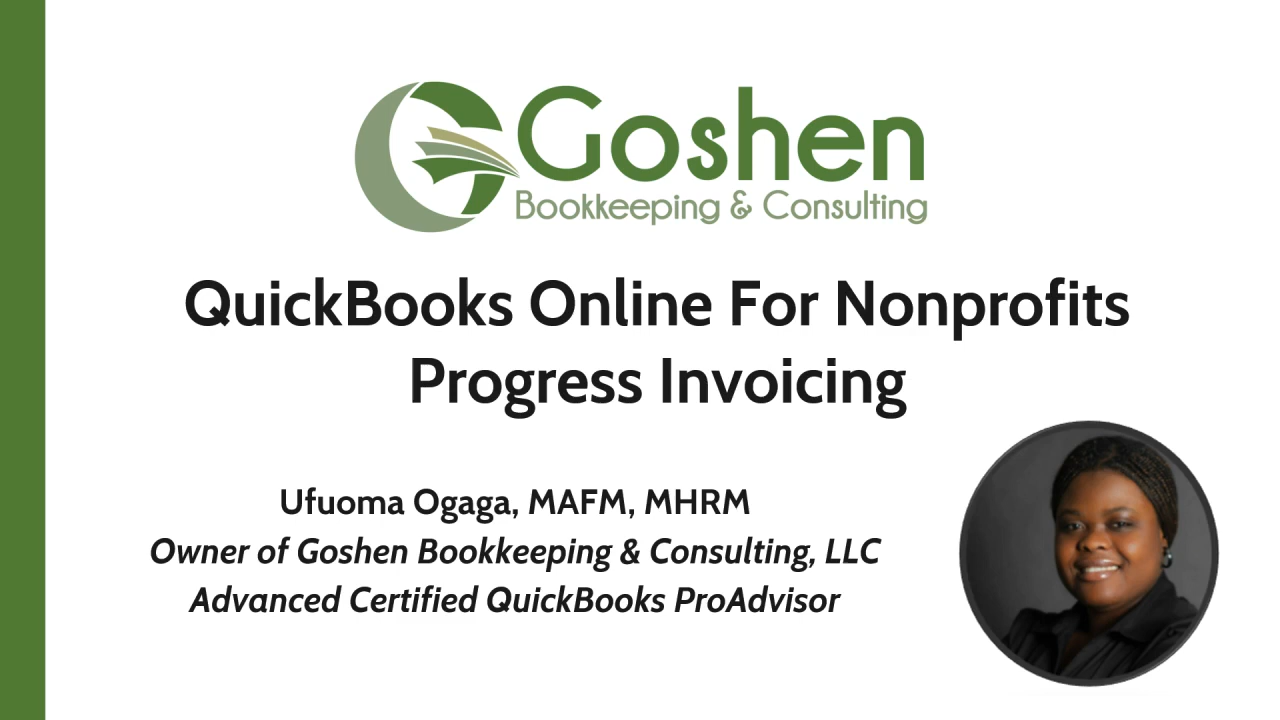 Goshen
Bookkeeping & Consulting
QuickBooks Online For Nonprofits
Progress Invoicing
Ufuoma Ogaga, MAFM, MHRM
Owner of Goshen Bookkeeping & Consulting, LLC
Advanced Certified QuickBooks ProAdvisor